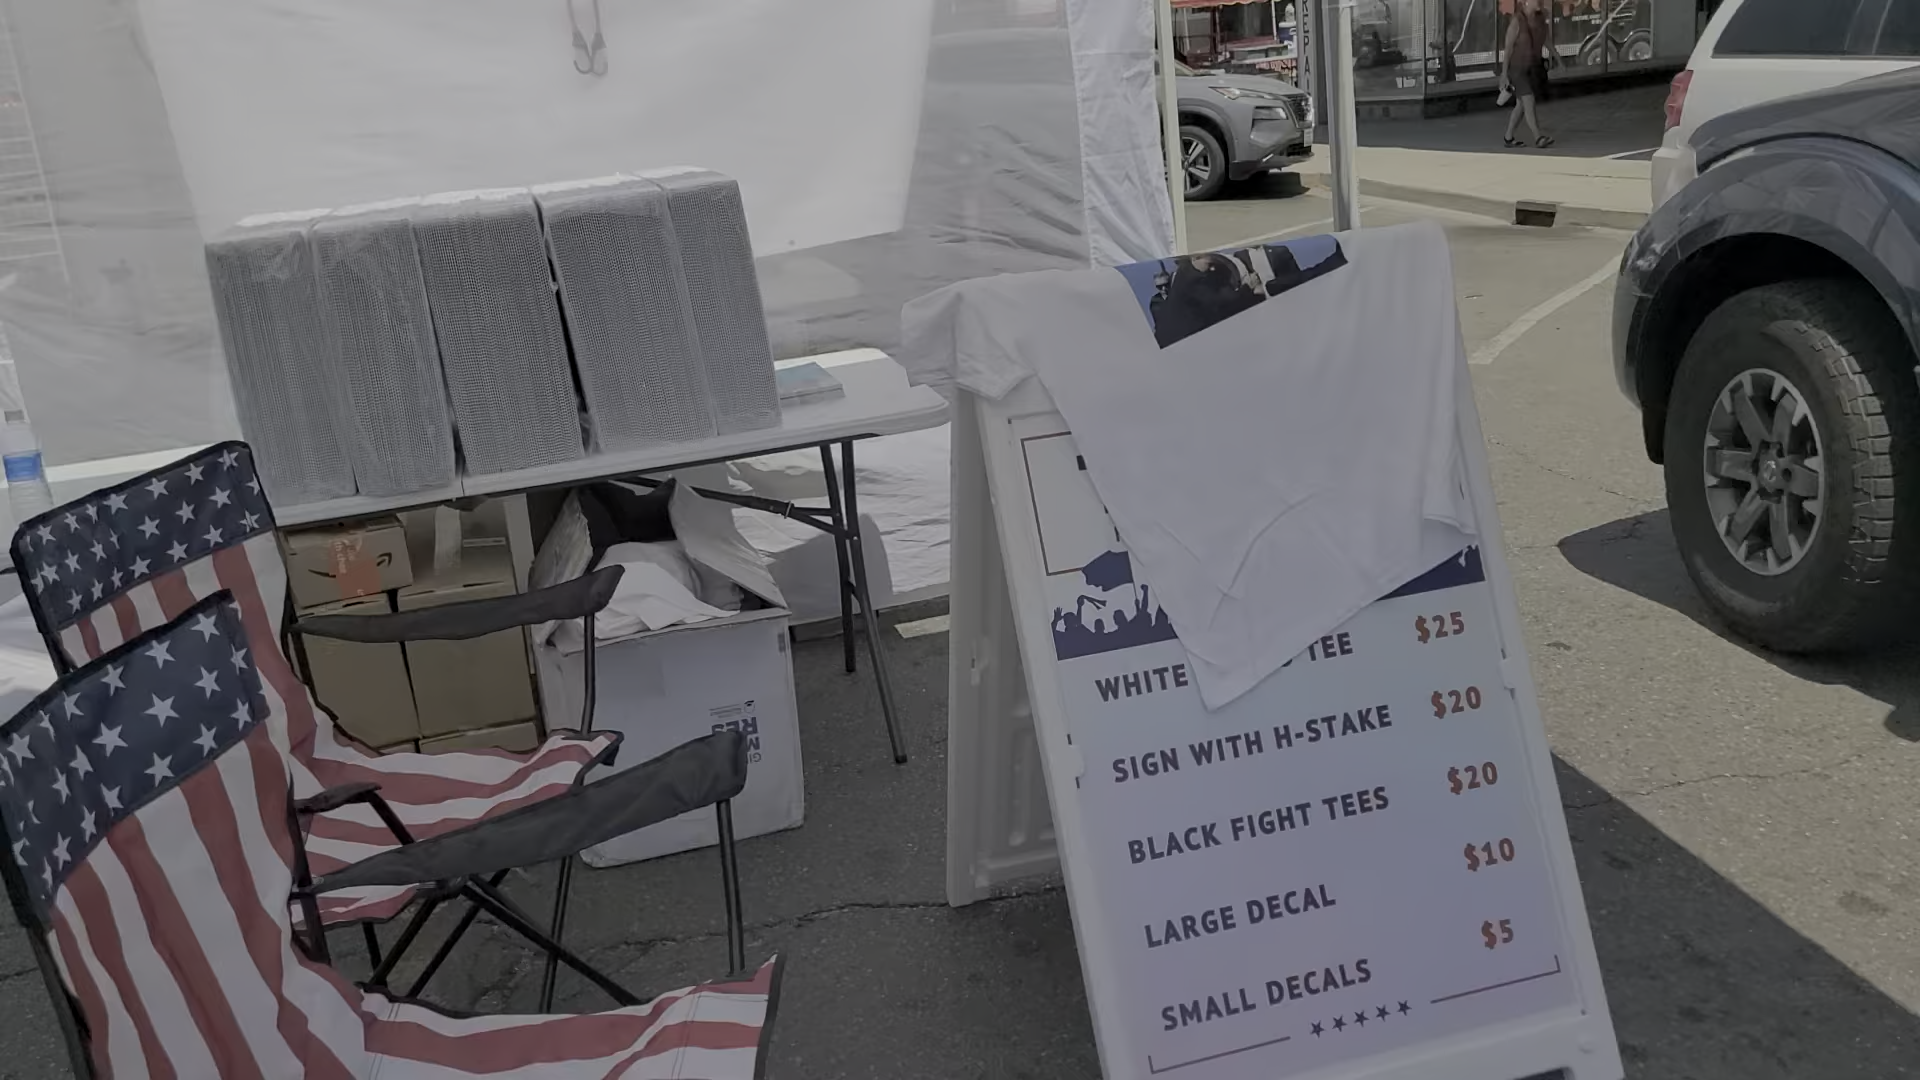 WHITE TEE $25
SIGN WITH H-STAKE $20
BLACK FIGHT TEES $20
LARGE DECAL $10
SMALL DECALS $5